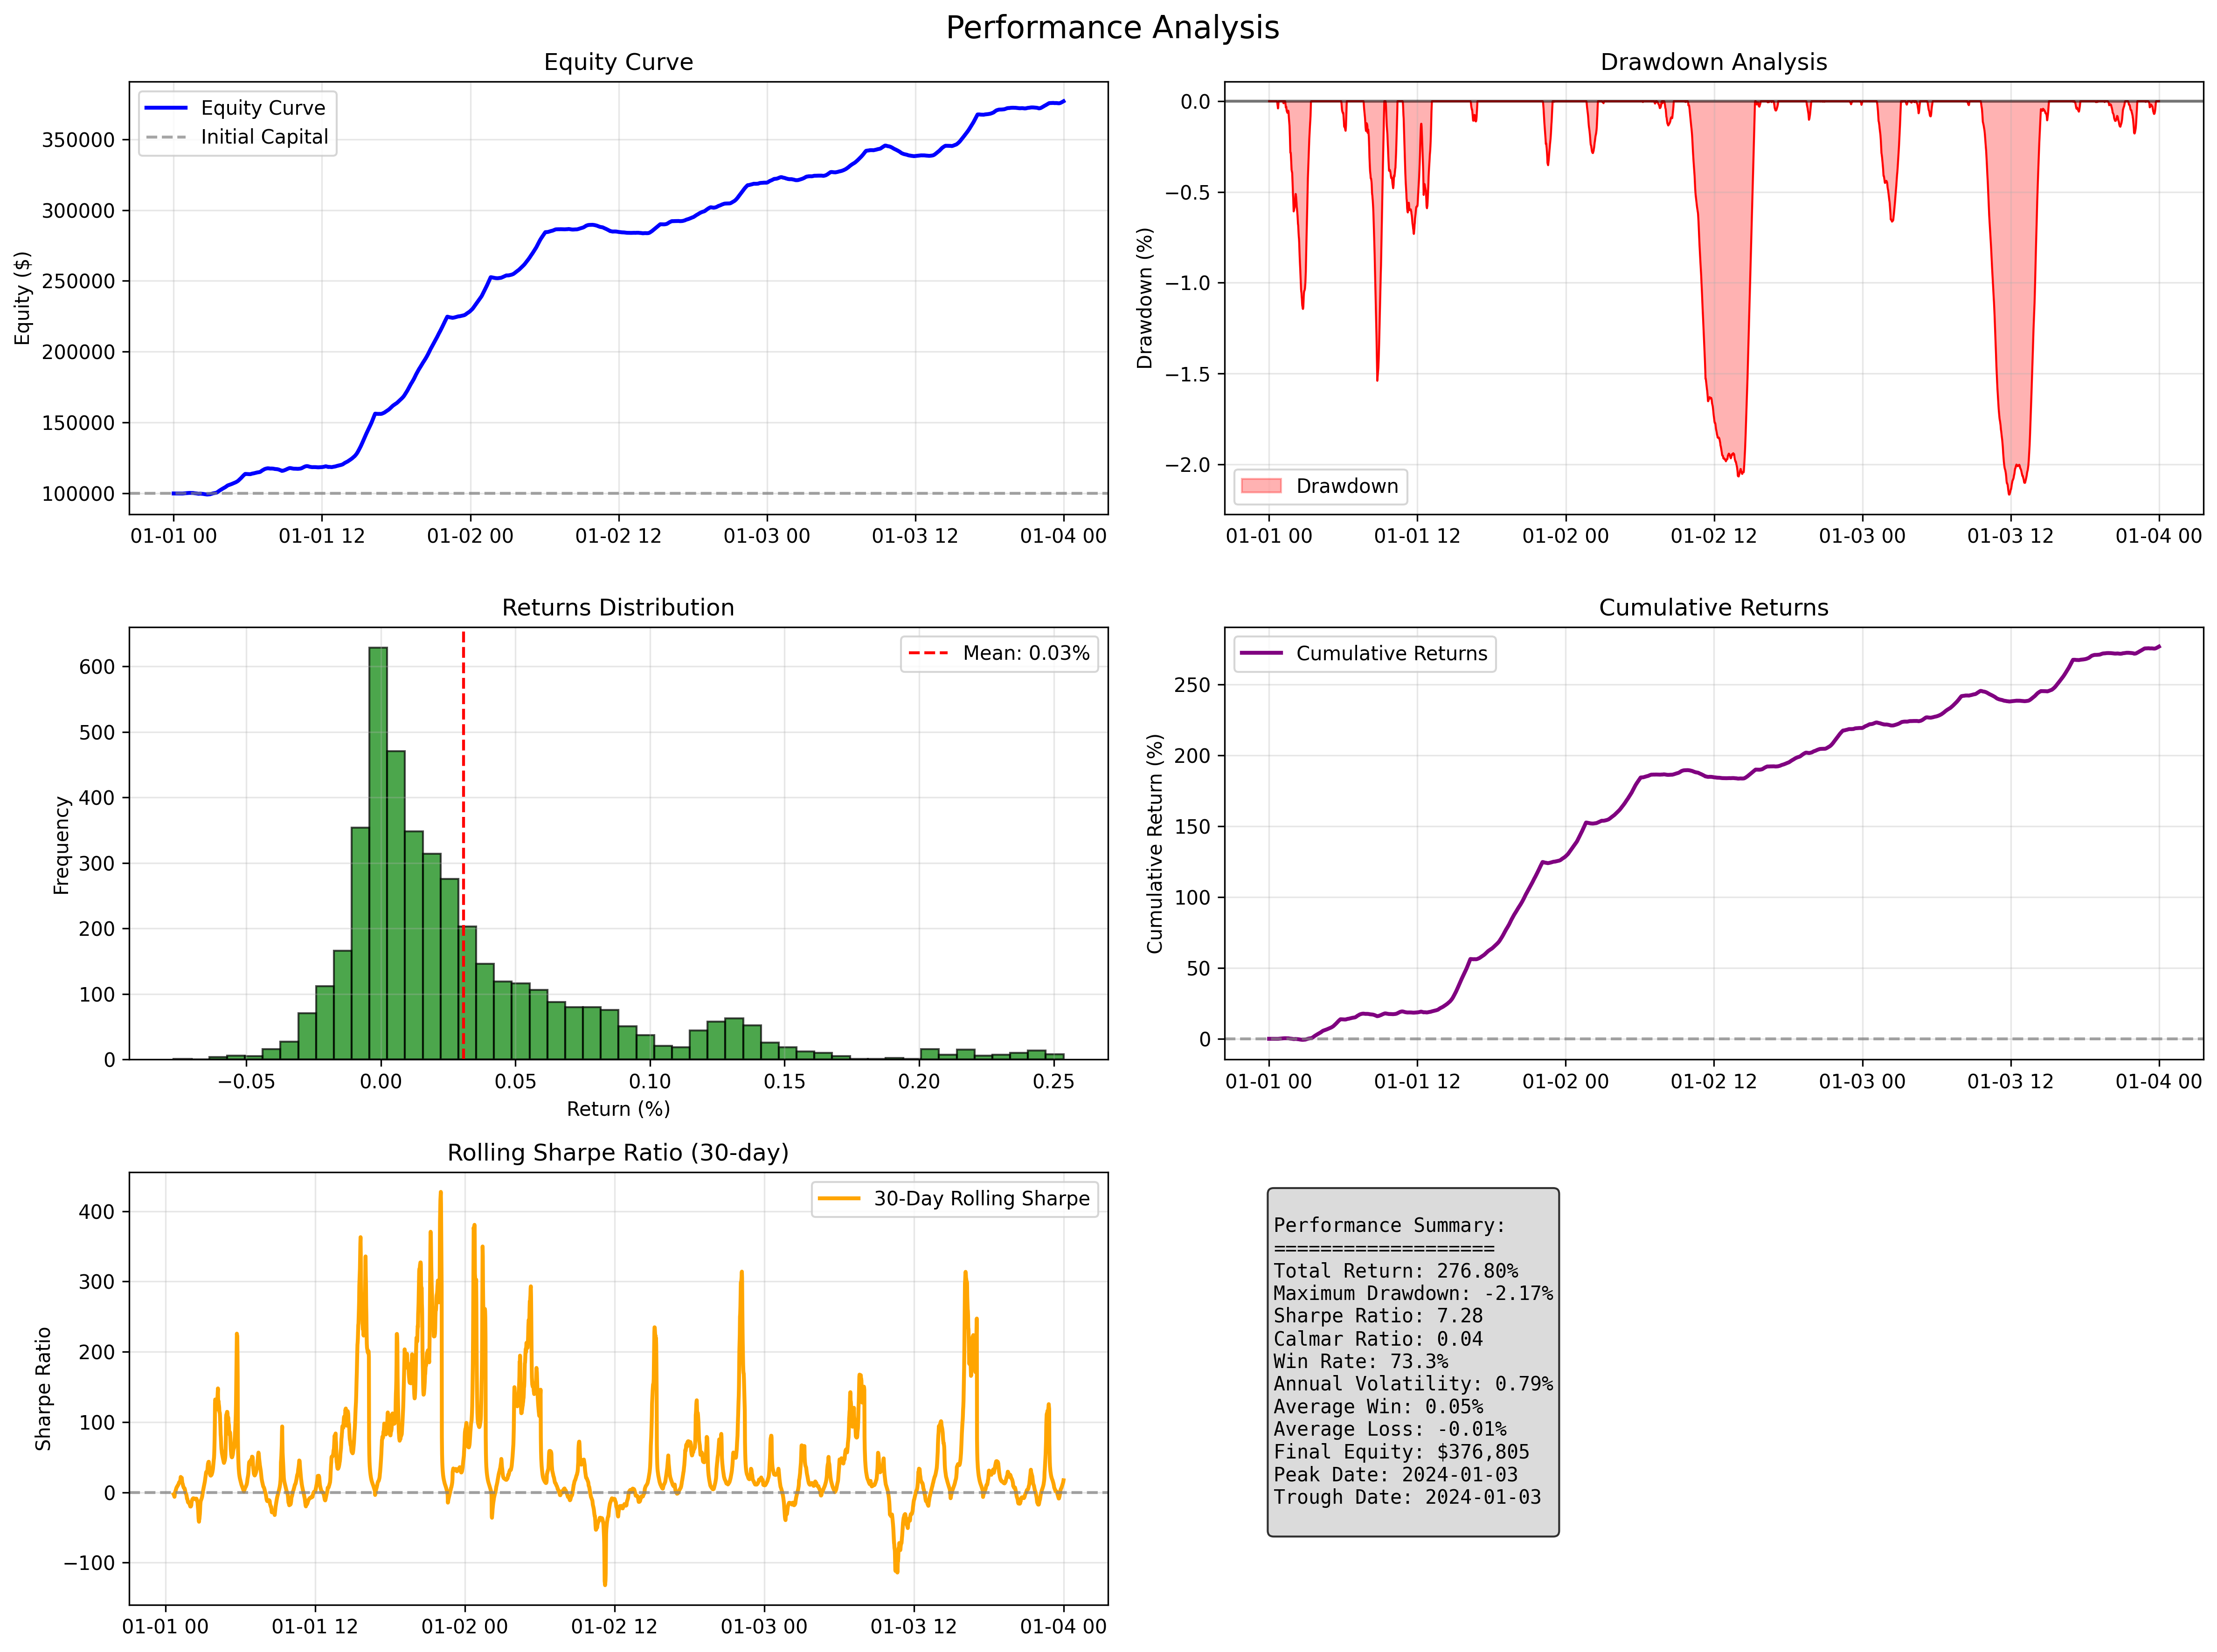 Performance Analysis
Equity Curve
Equity Curve
Initial Capital
Equity ($)
350000
300000
250000
200000
150000
100000
01-01 00
01-01 12
01-02 00
01-02 12
01-03 00
01-03 12
01-04 00
Drawdown Analysis
Drawdown (%)
0.0
−0.5
−1.0
−1.5
−2.0
Drawdown
01-01 00
01-01 12
01-02 00
01-02 12
01-03 00
01-03 12
01-04 00
Returns Distribution
Mean: 0.03%
Frequency
600
500
400
300
200
100
0
−0.05
0.00
0.05
0.10
0.15
0.20
0.25
Return (%)
Cumulative Returns
Cumulative Returns
Cumulative Return (%)
250
200
150
100
50
0
01-01 00
01-01 12
01-02 00
01-02 12
01-03 00
01-03 12
01-04 00
Rolling Sharpe Ratio (30-day)
30-Day Rolling Sharpe
Sharpe Ratio
400
300
200
100
0
−100
01-01 00
01-01 12
01-02 00
01-02 12
01-03 00
01-03 12
01-04 00
Performance Summary:
===================
Total Return: 276.80%
Maximum Drawdown: -2.17%
Sharpe Ratio: 7.28
Calmar Ratio: 0.04
Win Rate: 73.3%
Annual Volatility: 0.79%
Average Win: 0.05%
Average Loss: -0.01%
Final Equity: $376,805
Peak Date: 2024-01-03
Trough Date: 2024-01-03